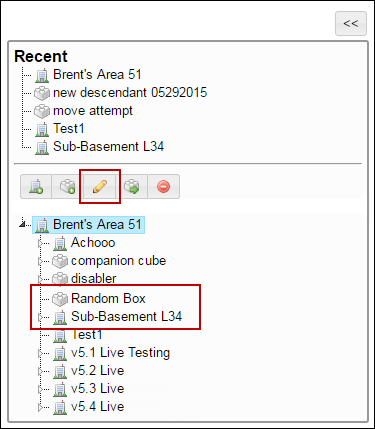 <<
Recent
Brent's Area 51
new descendant 05292015
move attempt
Test1
Sub-Basement L34
Brent's Area 51
Achooo
companion cube
disabler
Random Box
Sub-Basement L34
Test1
v5.1 Live Testing
v5.2 Live
v5.3 Live
v5.4 Live